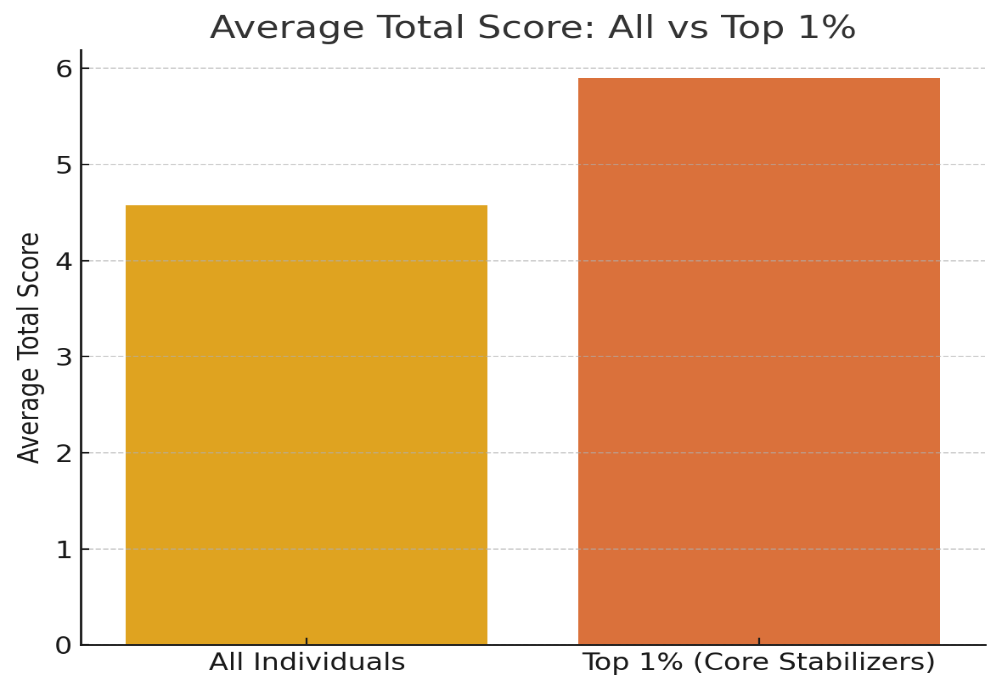 Average Total Score: All vs Top 1%
Average Total Score
6
5
4
3
2
1
0
All Individuals
Top 1% (Core Stabilizers)